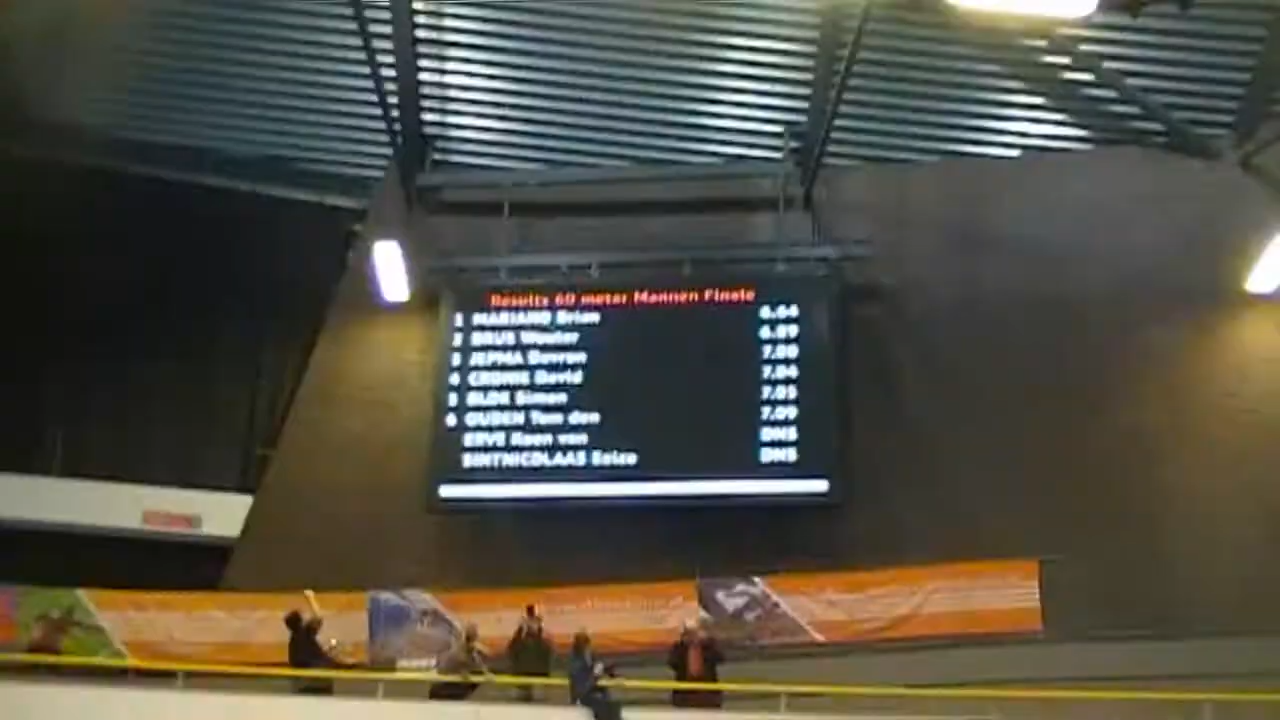 Results 60 meter Mannen Finale
1 MARIANO Brian 6.64
2 BRUS Wouter 6.89
3 JEPMA Davron 7.00
4 CRONIE David 7.04
5 BLOK Simon 7.05
6 OUDEN Tom den 7.09
ERVE Koen van DNS
SINTNICOLAAS Eelco DNS